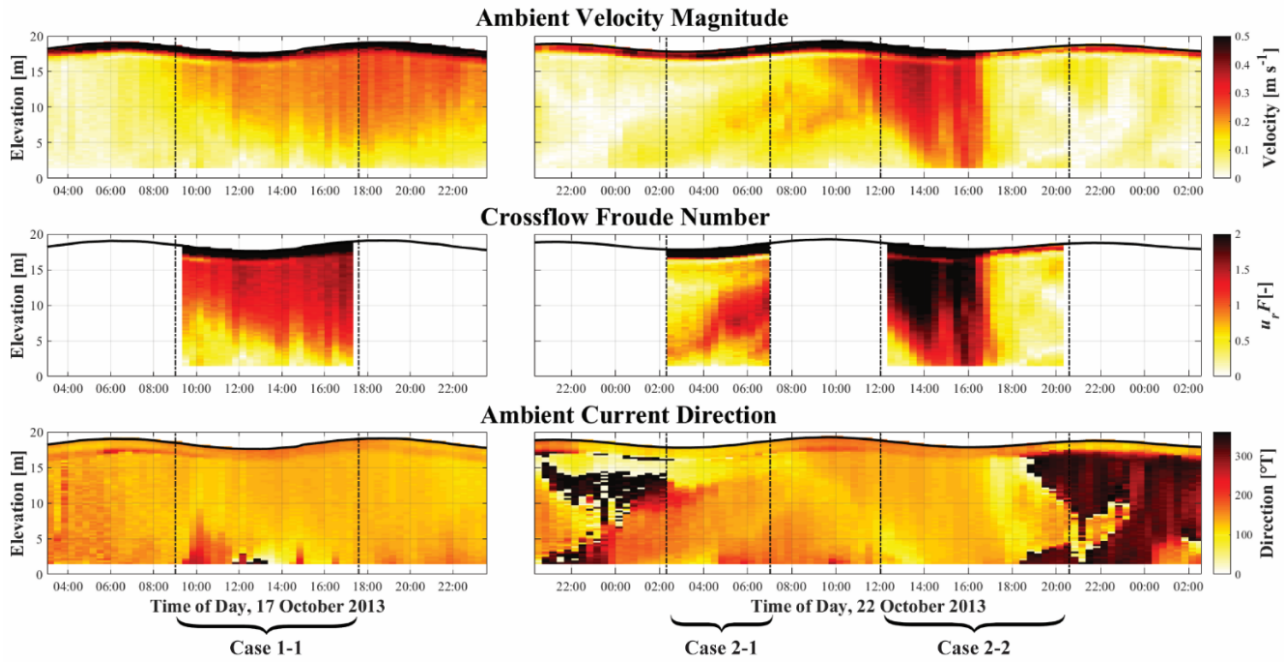 Ambient Velocity Magnitude
Elevation [m]
20
15
10
5
0
04:00 06:00 08:00 10:00 12:00 14:00 16:00 18:00 20:00 22:00
22:00 00:00 02:00 04:00 06:00 08:00 10:00 12:00 14:00 16:00 18:00 20:00 22:00 00:00 02:00
0.5
0.4
0.3
0.2
0.1
0
Velocity [m s⁻¹]
Crossflow Froude Number
Elevation [m]
20
15
10
5
0
04:00 06:00 08:00 10:00 12:00 14:00 16:00 18:00 20:00 22:00
22:00 00:00 02:00 04:00 06:00 08:00 10:00 12:00 14:00 16:00 18:00 20:00 22:00 00:00 02:00
2
1.5
1
0.5
0
uᵣF[-]
Ambient Current Direction
Elevation [m]
20
15
10
5
0
04:00 06:00 08:00 10:00 12:00 14:00 16:00 18:00 20:00 22:00
22:00 00:00 02:00 04:00 06:00 08:00 10:00 12:00 14:00 16:00 18:00 20:00 22:00 00:00 02:00
300
200
100
0
Direction [°T]
Time of Day, 17 October 2013
Time of Day, 22 October 2013
Case 1-1
Case 2-1
Case 2-2